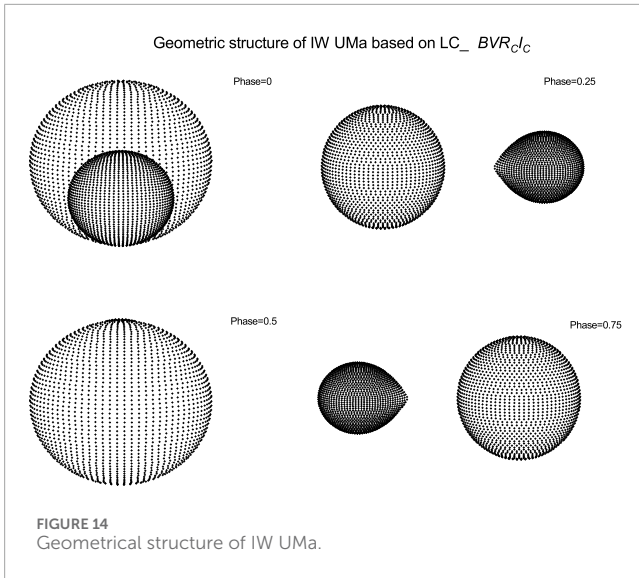 Geometric structure of IW UMa based on LC_ BVR_CI_C
Phase=0
Phase=0.25
Phase=0.5
Phase=0.75
FIGURE 14
Geometrical structure of IW UMa.